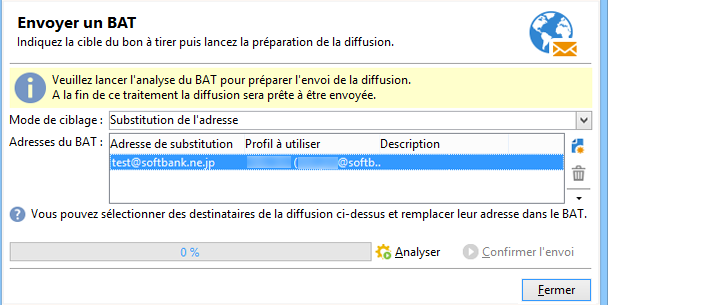 Envoyer un BAT
Indiquez la cible du bon à tirer puis lancez la préparation de la diffusion.
Veuillez lancer l'analyse du BAT pour préparer l'envoi de la diffusion.
A la fin de ce traitement la diffusion sera prête à être envoyée.
Mode de ciblage : Substitution de l'adresse
Adresses du BAT : Adresse de substitution Profil à utiliser Description
test@softbank.ne.jp ( @softb..
Vous pouvez sélectionner des destinataires de la diffusion ci-dessus et remplacer leur adresse dans le BAT.
0 % Analyser Confirmer l'envoi
Fermer